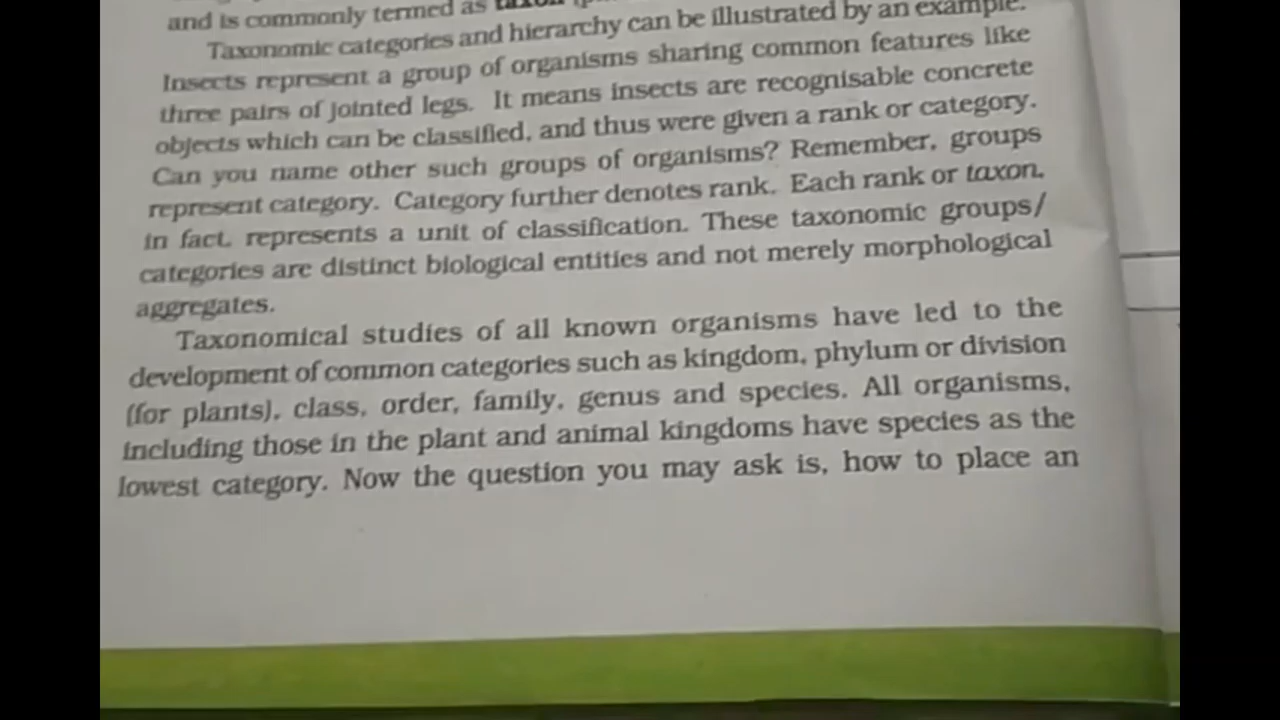 and is commonly termed as taxon
Taxonomic categories and hierarchy can be illustrated by an example.
Insects represent a group of organisms sharing common features like
three pairs of jointed legs. It means insects are recognisable concrete
objects which can be classified, and thus were given a rank or category.
Can you name other such groups of organisms? Remember, groups
represent category. Category further denotes rank. Each rank or taxon,
in fact, represents a unit of classification. These taxonomic groups/
categories are distinct biological entities and not merely morphological
aggregates.
Taxonomical studies of all known organisms have led to the
development of common categories such as kingdom, phylum or division
(for plants), class, order, family, genus and species. All organisms,
including those in the plant and animal kingdoms have species as the
lowest category. Now the question you may ask is, how to place an